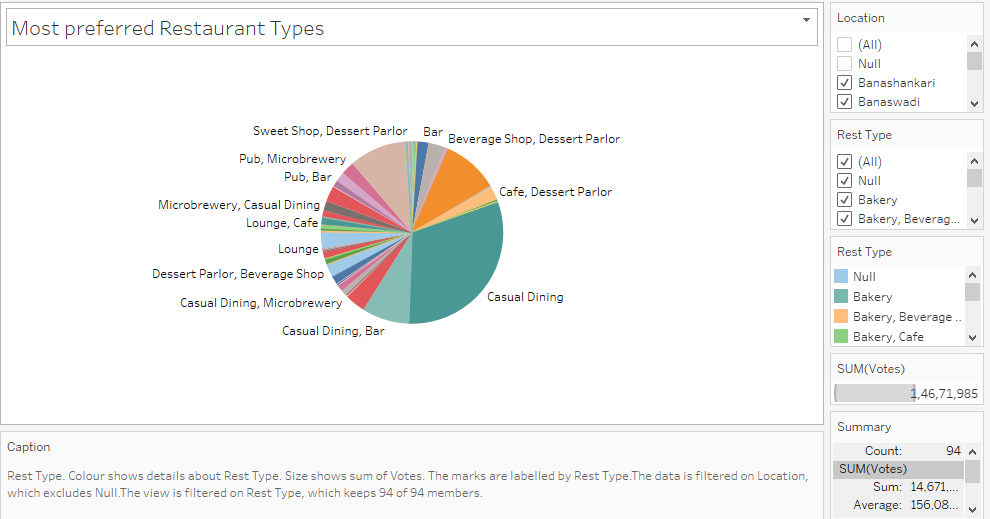 Most preferred Restaurant Types
Sweet Shop, Dessert Parlor
Bar
Beverage Shop, Dessert Parlor
Pub, Microbrewery
Pub, Bar
Cafe, Dessert Parlor
Microbrewery, Casual Dining
Lounge, Cafe
Lounge
Dessert Parlor, Beverage Shop
Casual Dining
Casual Dining, Microbrewery
Casual Dining, Bar
Caption
Rest Type. Colour shows details about Rest Type. Size shows sum of Votes. The marks are labelled by Rest Type.The data is filtered on Location,
which excludes Null.The view is filtered on Rest Type, which keeps 94 of 94 members.
Location
(All)
Null
Banashankari
Banaswadi
Rest Type
(All)
Null
Bakery
Bakery, Beverag...
Rest Type
Null
Bakery
Bakery, Beverage ..
Bakery, Cafe
SUM(Votes)
1,46,71,985
Summary
Count: 94
SUM(Votes)
Sum: 14,671,...
Average: 156,08...